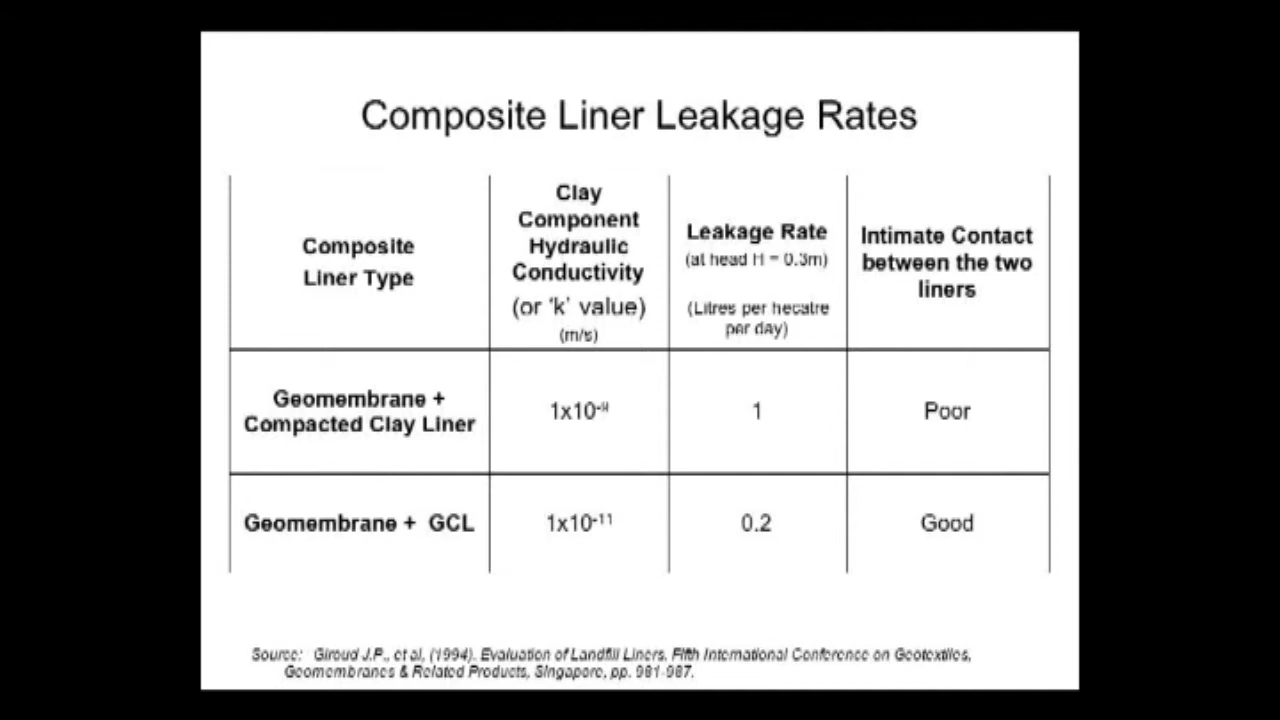 Composite Liner Leakage Rates
Composite
Liner Type
Clay
Component
Hydraulic
Conductivity
(or ‘k’ value)
(m/s)
Leakage Rate
(at head H = 0.3m)
(Litres per hecatre
per day)
Intimate Contact
between the two
liners
Geomembrane +
Compacted Clay Liner
1x10⁻⁹
1
Poor
Geomembrane + GCL
1x10⁻¹¹
0.2
Good
Source: Giroud J.P., et al, (1994). Evaluation of Landfill Liners. Fifth International Conference on Geotextiles,
Geomembranes & Related Products, Singapore, pp. 981-987.